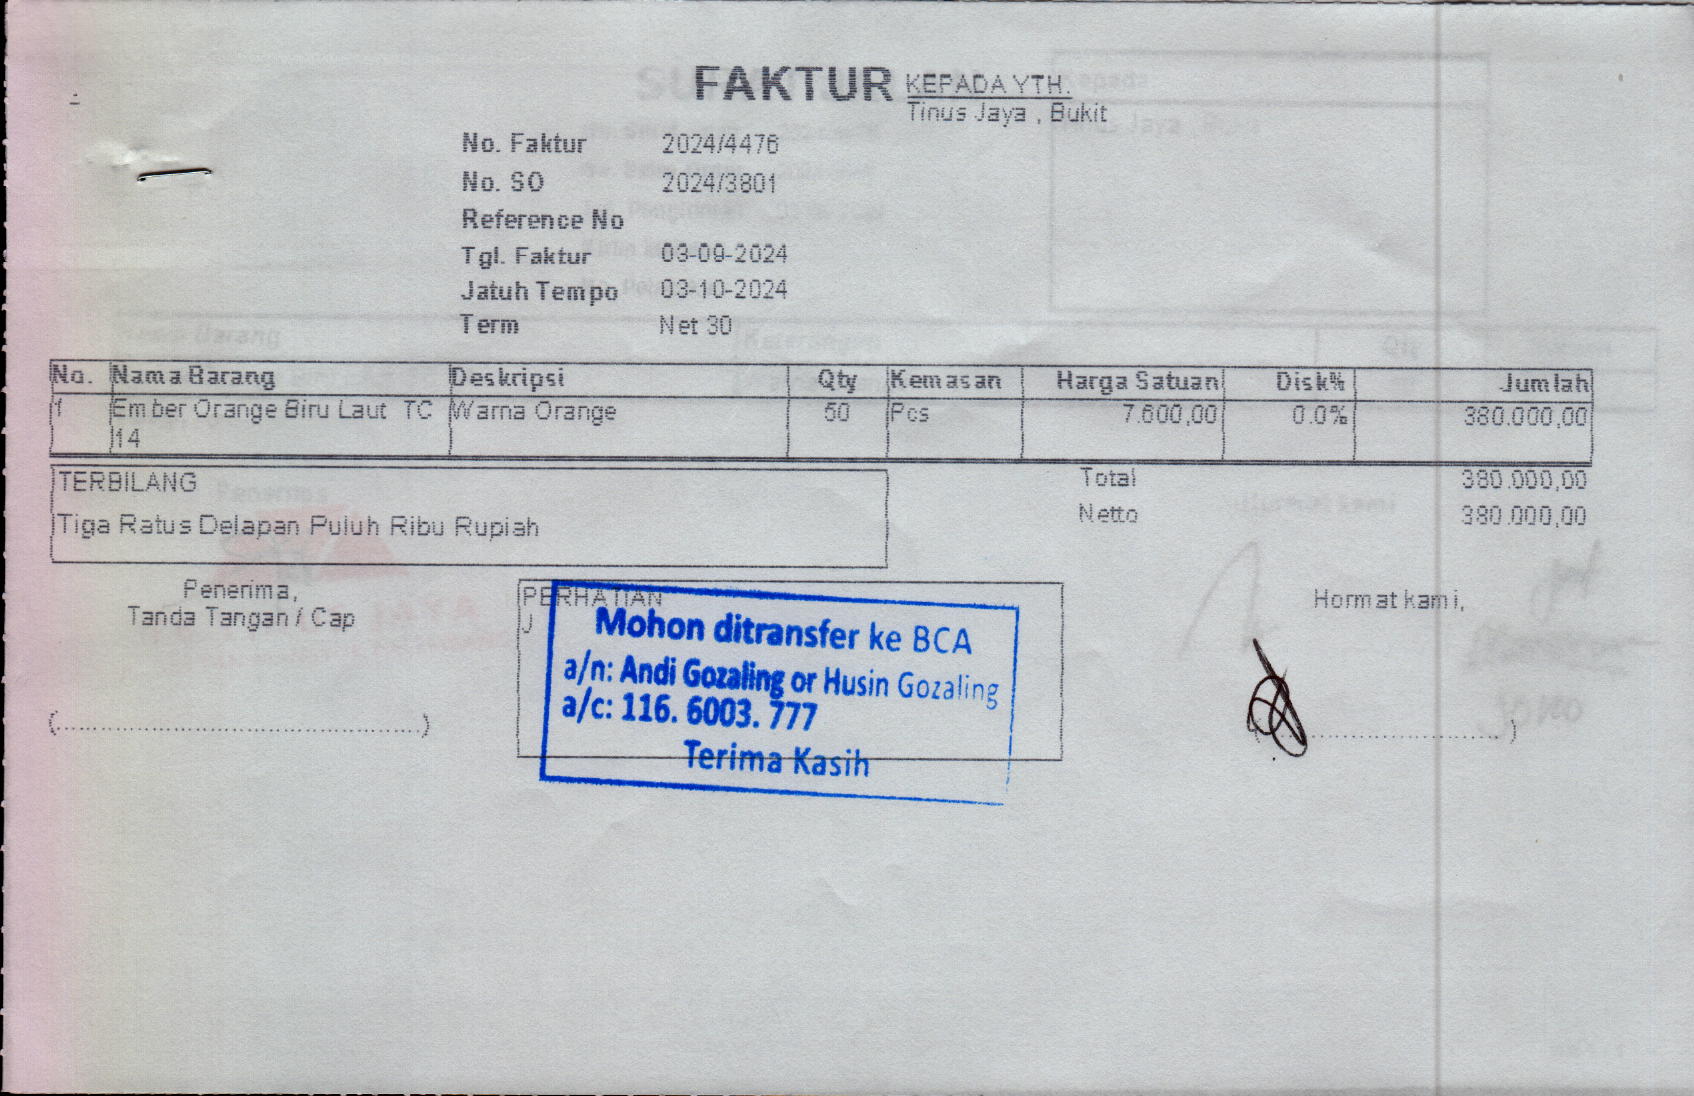 FAKTUR
KEPADA YTH.
Tinus Jaya , Bukit
No. Faktur 2024/4476
No. SO 2024/3801
Reference No
Tgl. Faktur 03-09-2024
Jatuh Tempo 03-10-2024
Term Net 30
No. Nama Barang Deskripsi Qty Kemasan Harga Satuan Disk% Jumlah
1 Ember Orange Biru Laut TC Warna Orange 50 Pcs 7.600,00 0.0% 380.000,00
14
TERBILANG
Tiga Ratus Delapan Puluh Ribu Rupiah
Total 380.000,00
Netto 380.000,00
Penerima,
Tanda Tangan / Cap
PERHATIAN
J
Mohon ditransfer ke BCA
a/n: Andi Gozaling or Husin Gozaling
a/c: 116. 6003. 777
Terima Kasih
Hormat kami,
(................................................)
(................................)